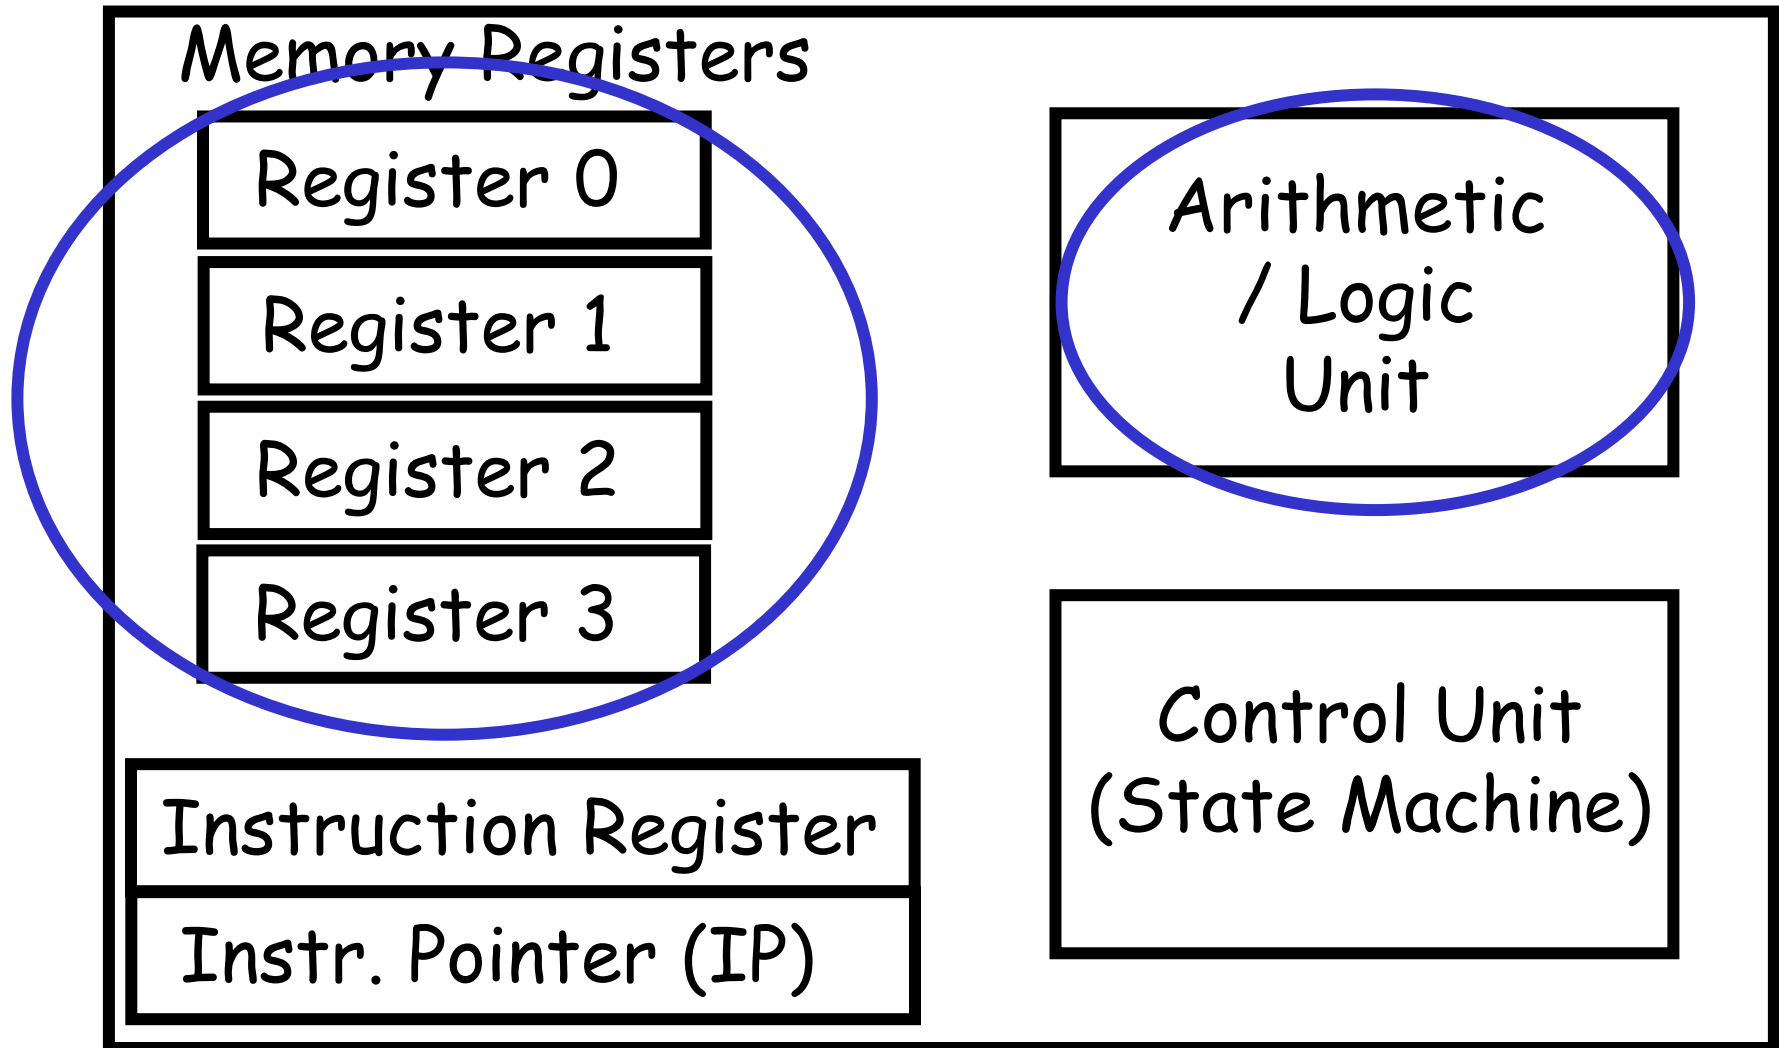 Memory Registers
Register 0
Register 1
Register 2
Register 3
Instruction Register
Instr. Pointer (IP)
Arithmetic
/ Logic
Unit
Control Unit
(State Machine)